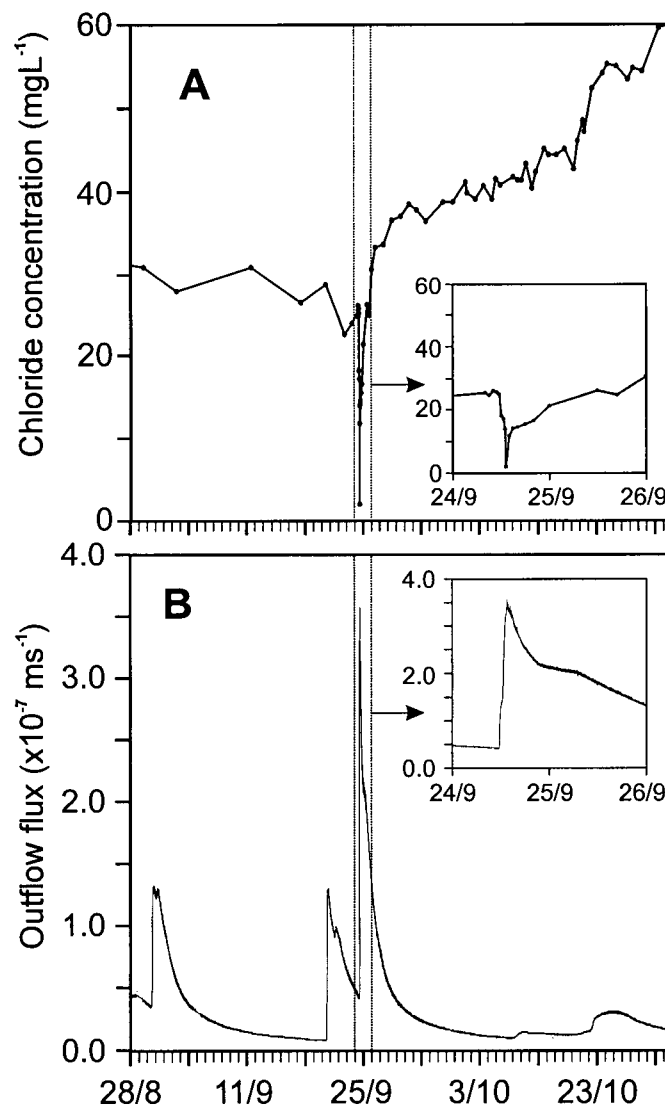 60
A
Chloride concentration (mgL⁻¹)
40
20
0
60
40
20
0
24/9 25/9 26/9
4.0
B
Outflow flux (x10⁻⁷ ms⁻¹)
3.0
2.0
1.0
0.0
4.0
2.0
0.0
24/9 25/9 26/9
28/8 11/9 25/9 3/10 23/10